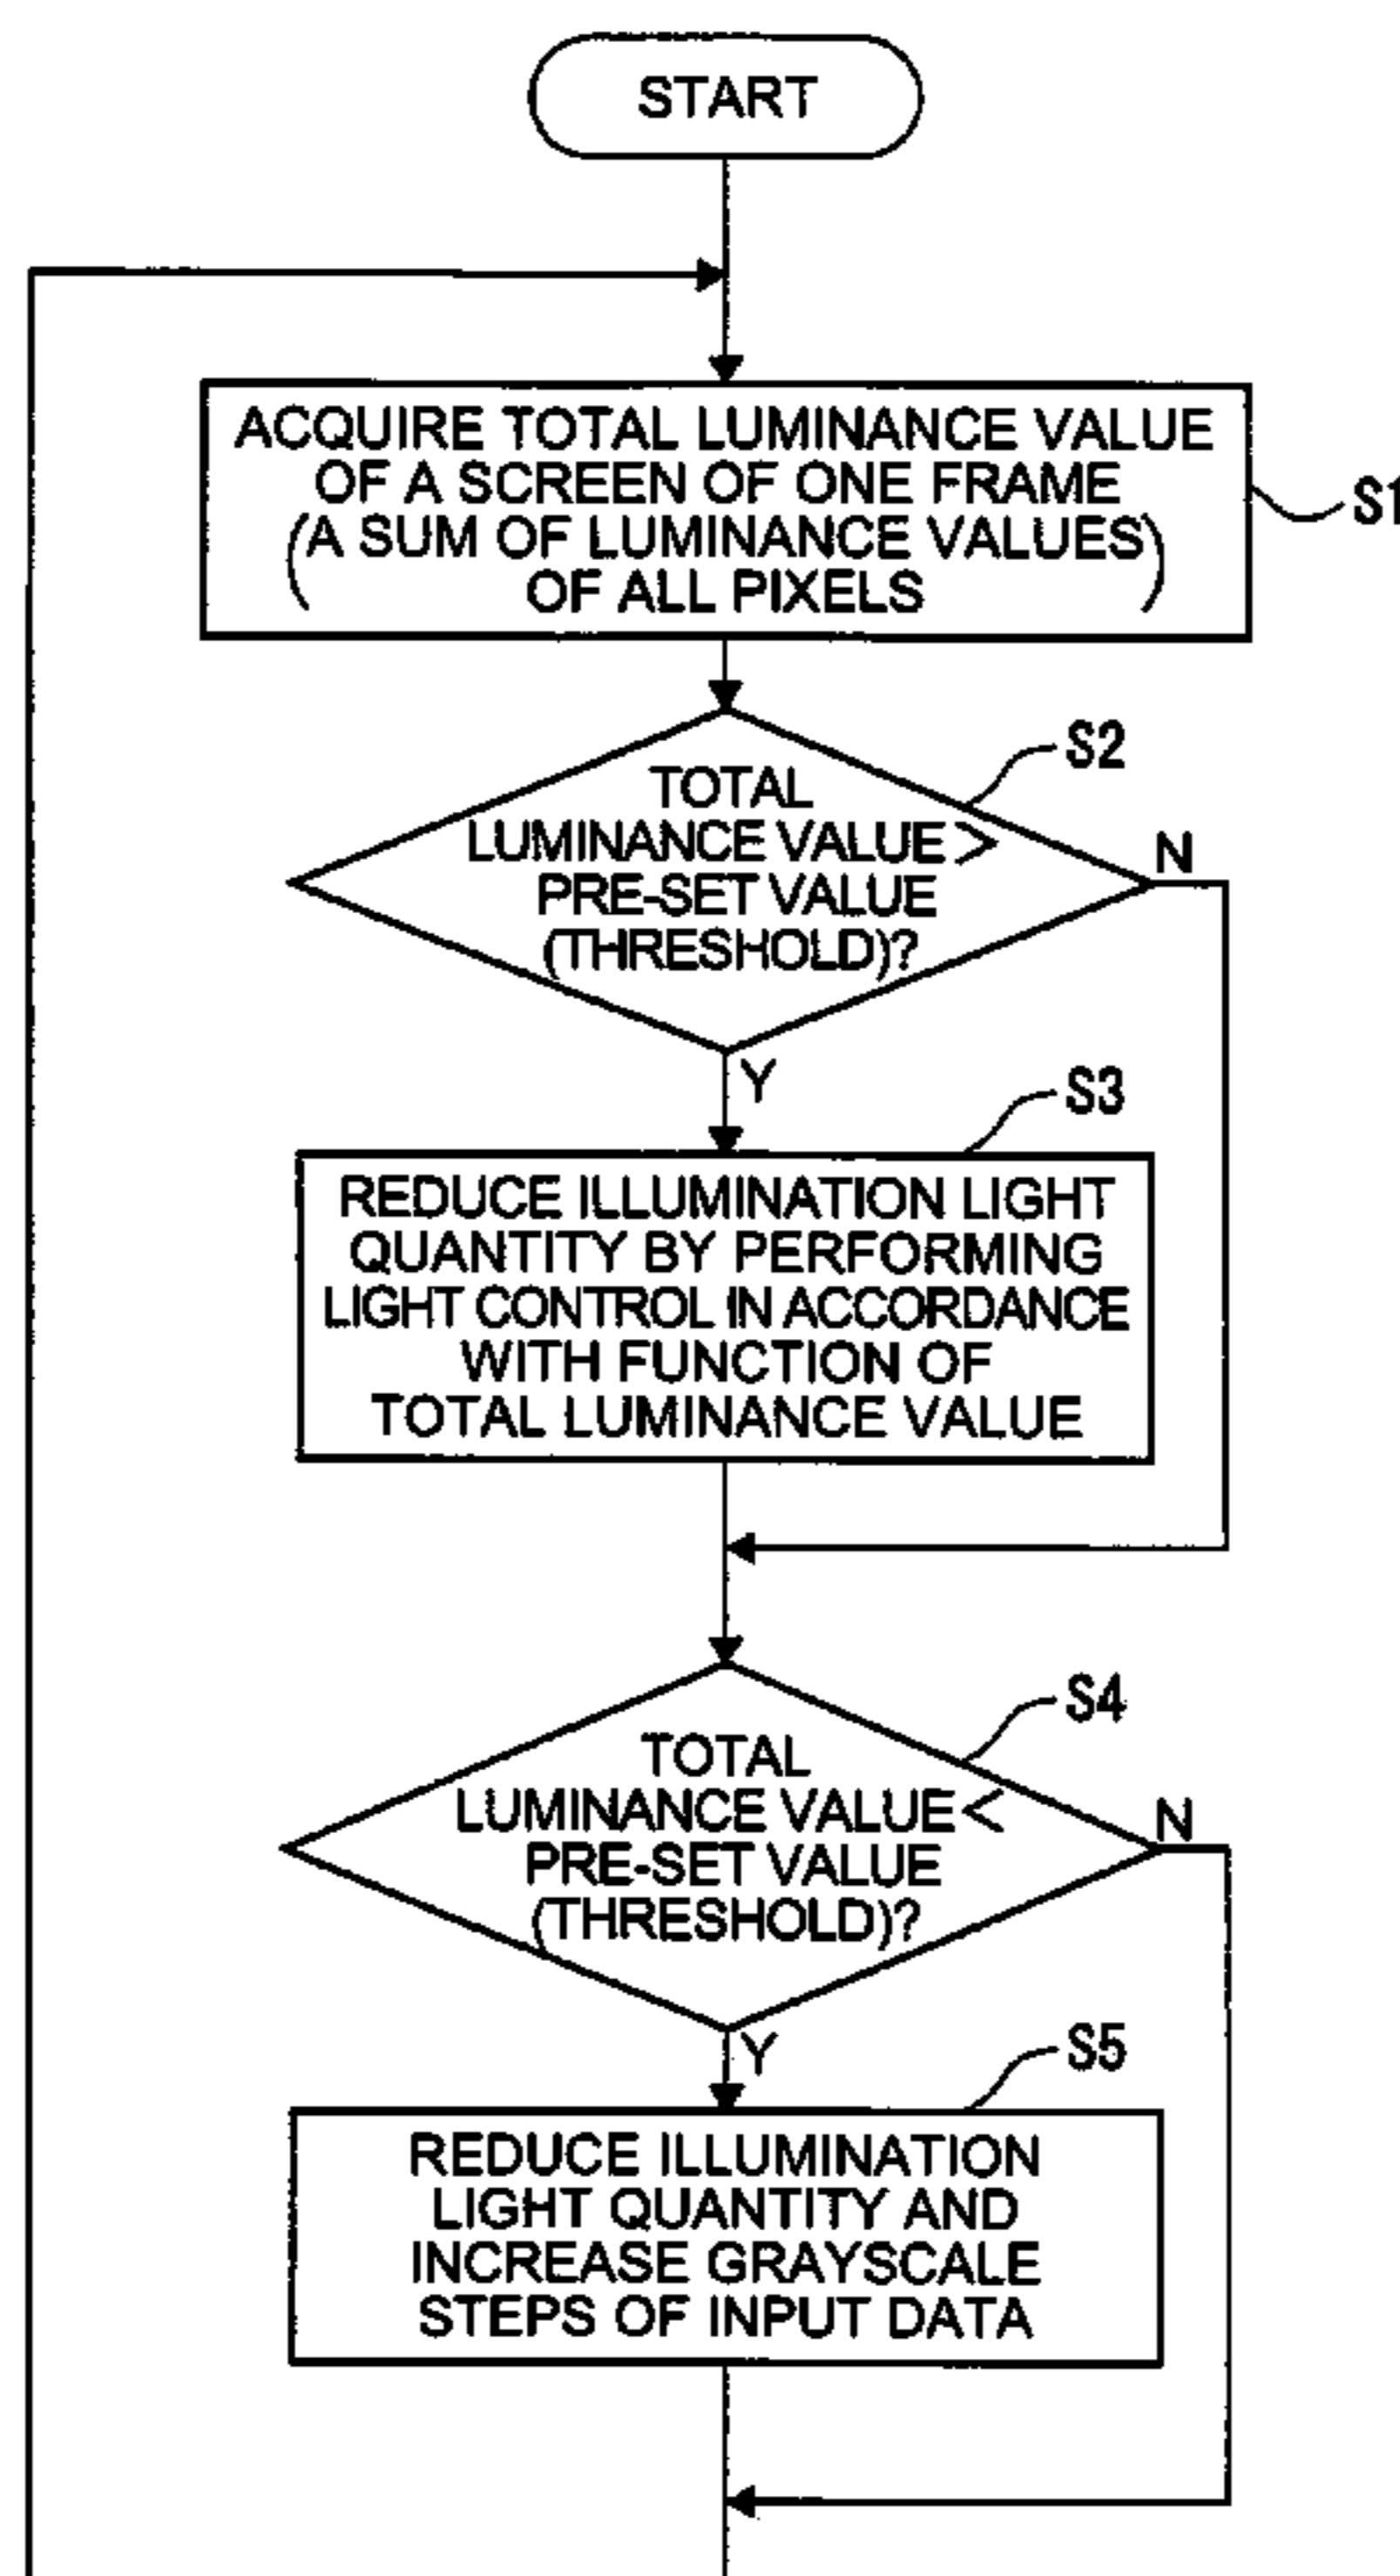 START
ACQUIRE TOTAL LUMINANCE VALUE
OF A SCREEN OF ONE FRAME
(A SUM OF LUMINANCE VALUES
OF ALL PIXELS)
S1
S2
TOTAL
LUMINANCE VALUE >
PRE-SET VALUE
(THRESHOLD)?
N
Y
S3
REDUCE ILLUMINATION LIGHT
QUANTITY BY PERFORMING
LIGHT CONTROL IN ACCORDANCE
WITH FUNCTION OF
TOTAL LUMINANCE VALUE
S4
TOTAL
LUMINANCE VALUE <
PRE-SET VALUE
(THRESHOLD)?
N
Y
S5
REDUCE ILLUMINATION
LIGHT QUANTITY AND
INCREASE GRAYSCALE
STEPS OF INPUT DATA